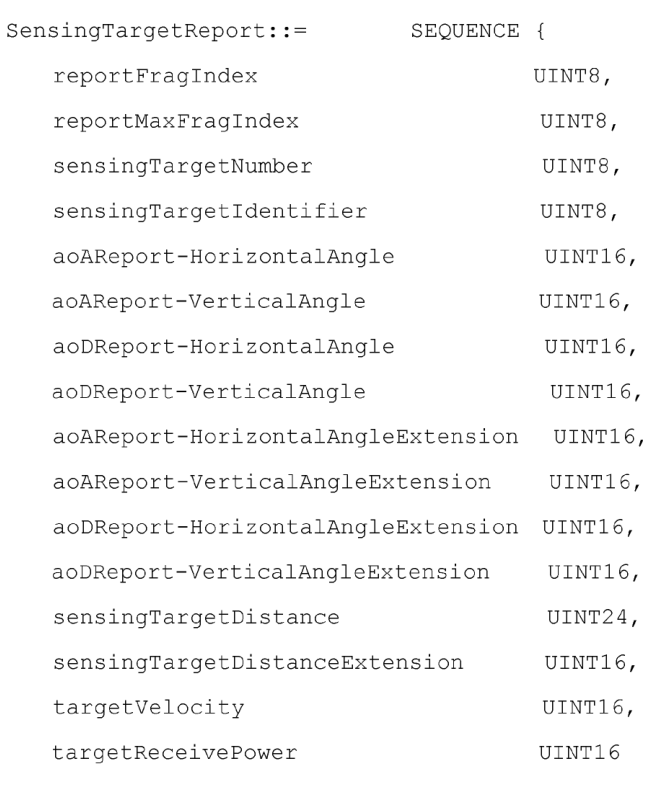 SensingTargetReport::= SEQUENCE {
reportFragIndex UINT8,
reportMaxFragIndex UINT8,
sensingTargetNumber UINT8,
sensingTargetIdentifier UINT8,
aoAReport-HorizontalAngle UINT16,
aoAReport-VerticalAngle UINT16,
aoDReport-HorizontalAngle UINT16,
aoDReport-VerticalAngle UINT16,
aoAReport-HorizontalAngleExtension UINT16,
aoAReport-VerticalAngleExtension UINT16,
aoDReport-HorizontalAngleExtension UINT16,
aoDReport-VerticalAngleExtension UINT16,
sensingTargetDistance UINT24,
sensingTargetDistanceExtension UINT16,
targetVelocity UINT16,
targetReceivePower UINT16